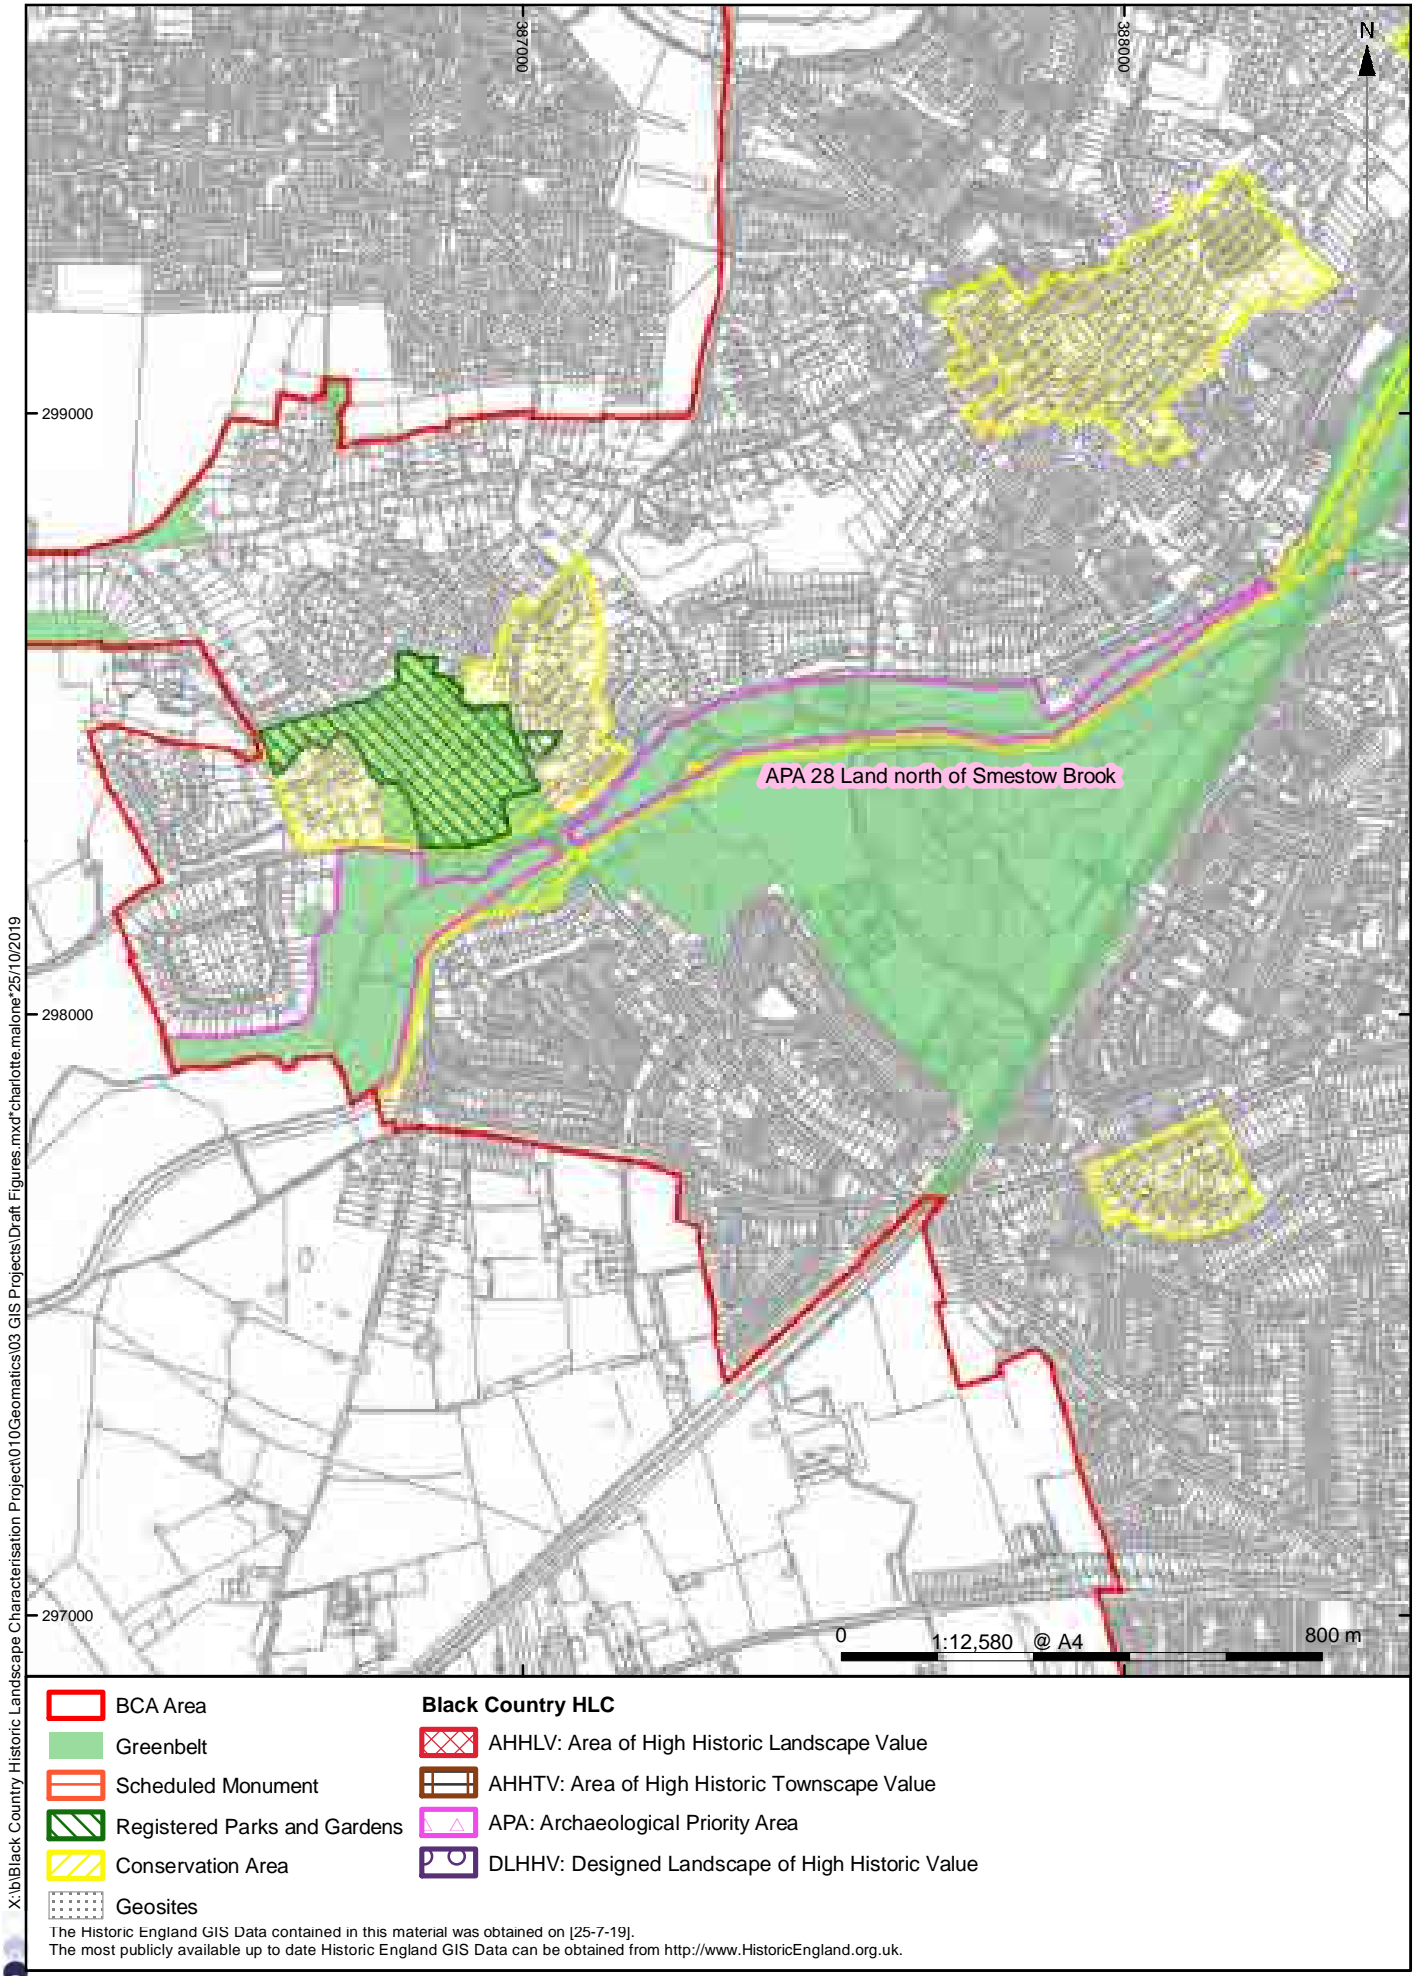 387000
388000
N
299000
APA 28 Land north of Smestow Brook
298000
297000
0
1:12,580 @ A4
800 m
X:\b\Black Country Historic Landscape Characterisation Project\010Geomatics\03 GIS Projects\Draft Figures.mxd*charlotte.malone*25/10/2019
BCA Area
Greenbelt
Scheduled Monument
Registered Parks and Gardens
Conservation Area
Geosites
Black Country HLC
AHHLV: Area of High Historic Landscape Value
AHHTV: Area of High Historic Townscape Value
APA: Archaeological Priority Area
DLHHV: Designed Landscape of High Historic Value
The Historic England GIS Data contained in this material was obtained on [25-7-19].
The most publicly available up to date Historic England GIS Data can be obtained from http://www.HistoricEngland.org.uk.